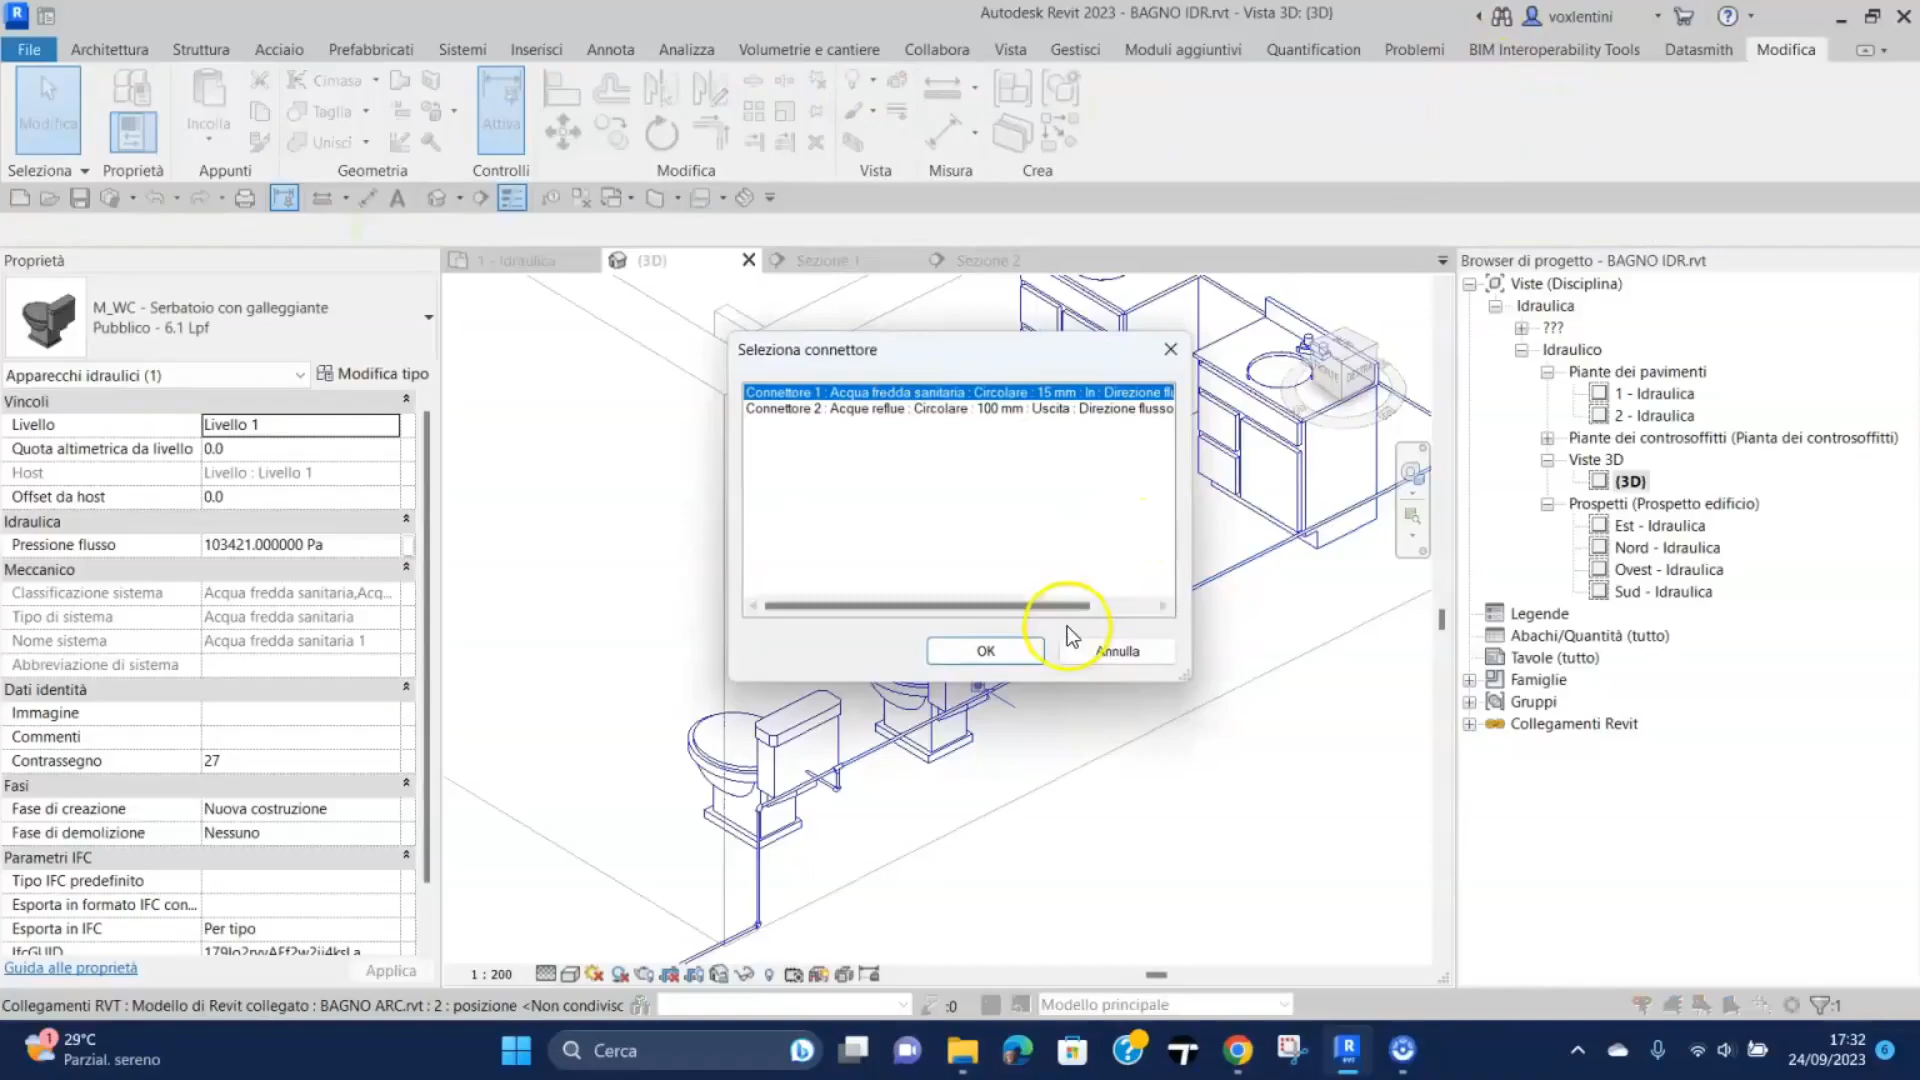 Autodesk Revit 2023 - BAGNO IDR.rvt - Vista 3D: {3D}
voxlentini
File Architettura Struttura Acciaio Prefabbricati Sistemi Inserisci Annota Analizza Volumetrie e cantiere Collabora Vista Gestisci Moduli aggiuntivi Quantification Problemi BIM Interoperability Tools Datasmith Modifica
Cimasa
Modifica Incolla Taglia Attiva
Unisci
Seleziona Proprietà Appunti Geometria Controlli Modifica Vista Misura Crea
Proprietà
1 - Idraulica {3D} Sezione 1 Sezione 2
Browser di progetto - BAGNO IDR.rvt
M_WC - Serbatoio con galleggiante
Pubblico - 6.1 Lpf
Apparecchi idraulici (1) Modifica tipo
Vincoli
Livello Livello 1
Quota altimetrica da livello 0.0
Host Livello : Livello 1
Offset da host 0.0
Idraulica
Pressione flusso 103421.000000 Pa
Meccanico
Classificazione sistema Acqua fredda sanitaria,Acq...
Tipo di sistema Acqua fredda sanitaria
Nome sistema Acqua fredda sanitaria 1
Abbreviazione di sistema
Dati identità
Immagine
Commenti
Contrassegno 27
Fasi
Fase di creazione Nuova costruzione
Fase di demolizione Nessuno
Parametri IFC
Tipo IFC predefinito
Esporta in formato IFC con...
Esporta in IFC Per tipo
IfcGUID
Guida alle proprietà Applica
Seleziona connettore
Connettore 1 : Acqua fredda sanitaria : Circolare : 15 mm : In : Direzione flu
Connettore 2 : Acque reflue : Circolare : 100 mm : Uscita : Direzione flusso
OK Annulla
Viste (Disciplina)
Idraulica
???
Idraulico
Piante dei pavimenti
1 - Idraulica
2 - Idraulica
Piante dei controsoffitti (Pianta dei controsoffitti)
Viste 3D
{3D}
Prospetti (Prospetto edificio)
Est - Idraulica
Nord - Idraulica
Ovest - Idraulica
Sud - Idraulica
Legende
Abachi/Quantità (tutto)
Tavole (tutto)
Famiglie
Gruppi
Collegamenti Revit
1 : 200
Collegamenti RVT : Modello di Revit collegato : BAGNO ARC.rvt : 2 : posizione <Non condivisc
:0 Modello principale :1
29°C
Parzial. sereno
Cerca
17:32
24/09/2023
6